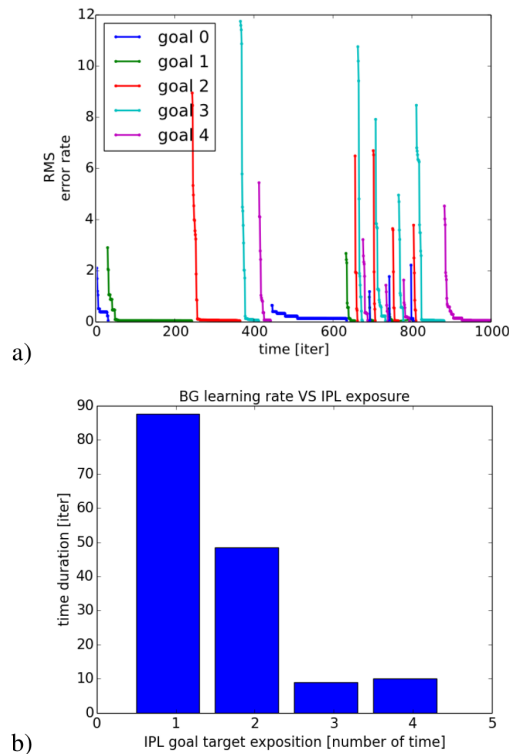 12
10
8
6
4
2
0
RMS
error rate
goal 0
goal 1
goal 2
goal 3
goal 4
0 200 400 600 800 1000
time [iter]
a)
BG learning rate VS IPL exposure
90
80
70
60
50
40
30
20
10
0
time duration [iter]
0 1 2 3 4 5
IPL goal target exposition [number of time]
b)